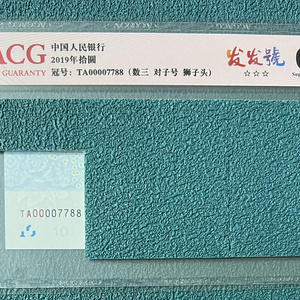 ACG
GUARANTY
中国人民银行
2019年拾圆
冠号：TA00007788（数三 对子号 狮子头）
发发號
☆☆☆
TA00007788
10